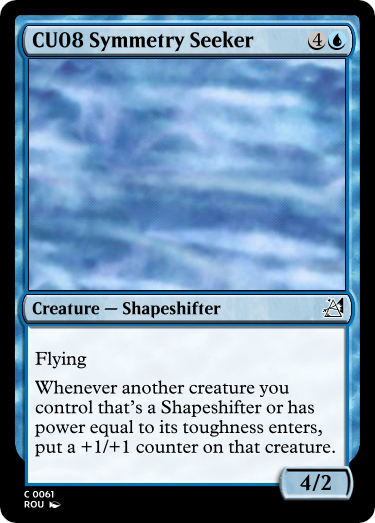 CU08 Symmetry Seeker 4
Creature — Shapeshifter
Flying
Whenever another creature you
control that's a Shapeshifter or has
power equal to its toughness enters,
put a +1/+1 counter on that creature.
4/2
C 0061
ROU